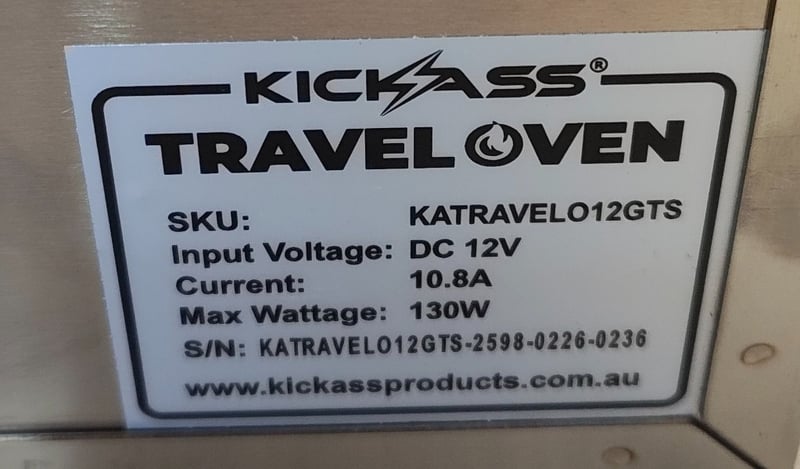 KICKASS®
TRAVEL OVEN
SKU: KATRAVELO12GTS
Input Voltage: DC 12V
Current: 10.8A
Max Wattage: 130W
S/N: KATRAVELO12GTS-2598-0226-0236
www.kickassproducts.com.au